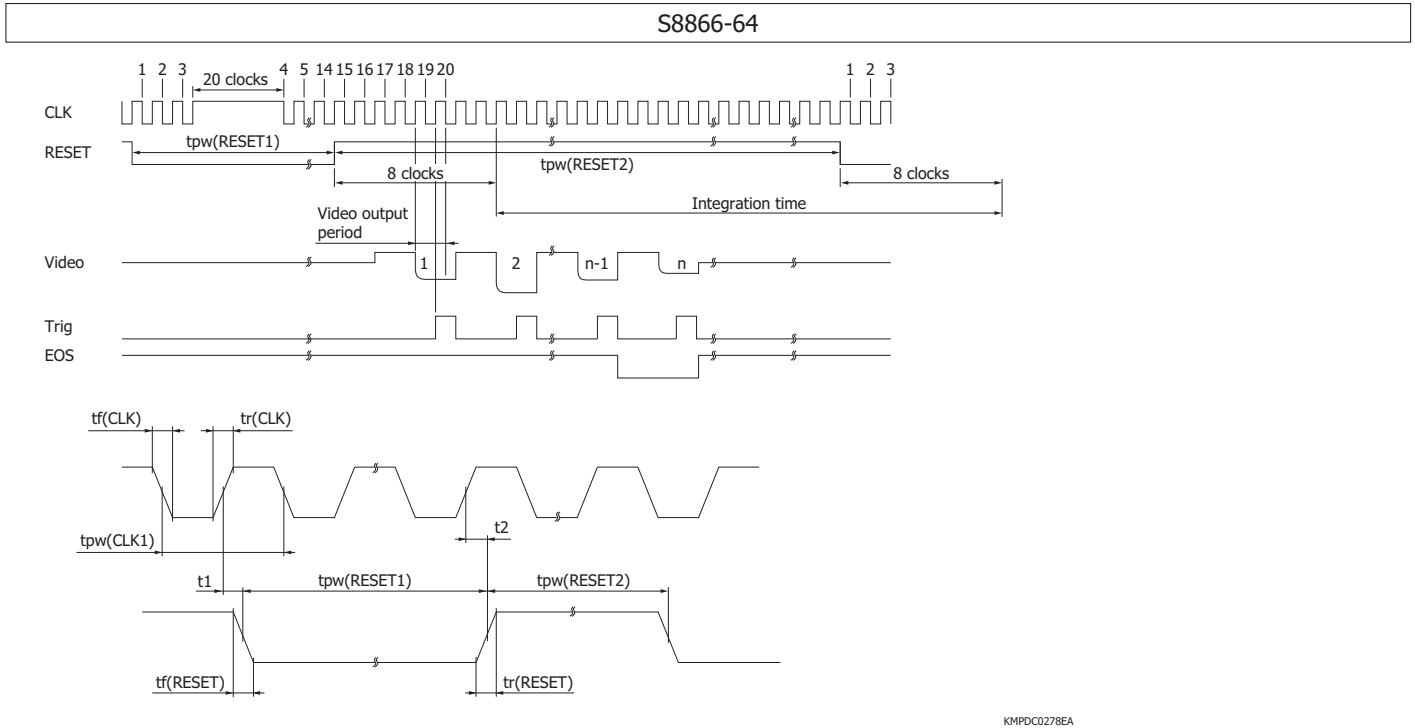 S8866-64
1 2 3 20 clocks 4 5 14 15 16 17 18 19 20 1 2 3
CLK
RESET
tpw(RESET1)
tpw(RESET2)
8 clocks 8 clocks
Integration time
Video output
period
Video 1 2 n-1 n
Trig
EOS
tf(CLK) tr(CLK)
t2
tpw(CLK1)
t1 tpw(RESET1) tpw(RESET2)
tf(RESET) tr(RESET)
KMPDC0278EA